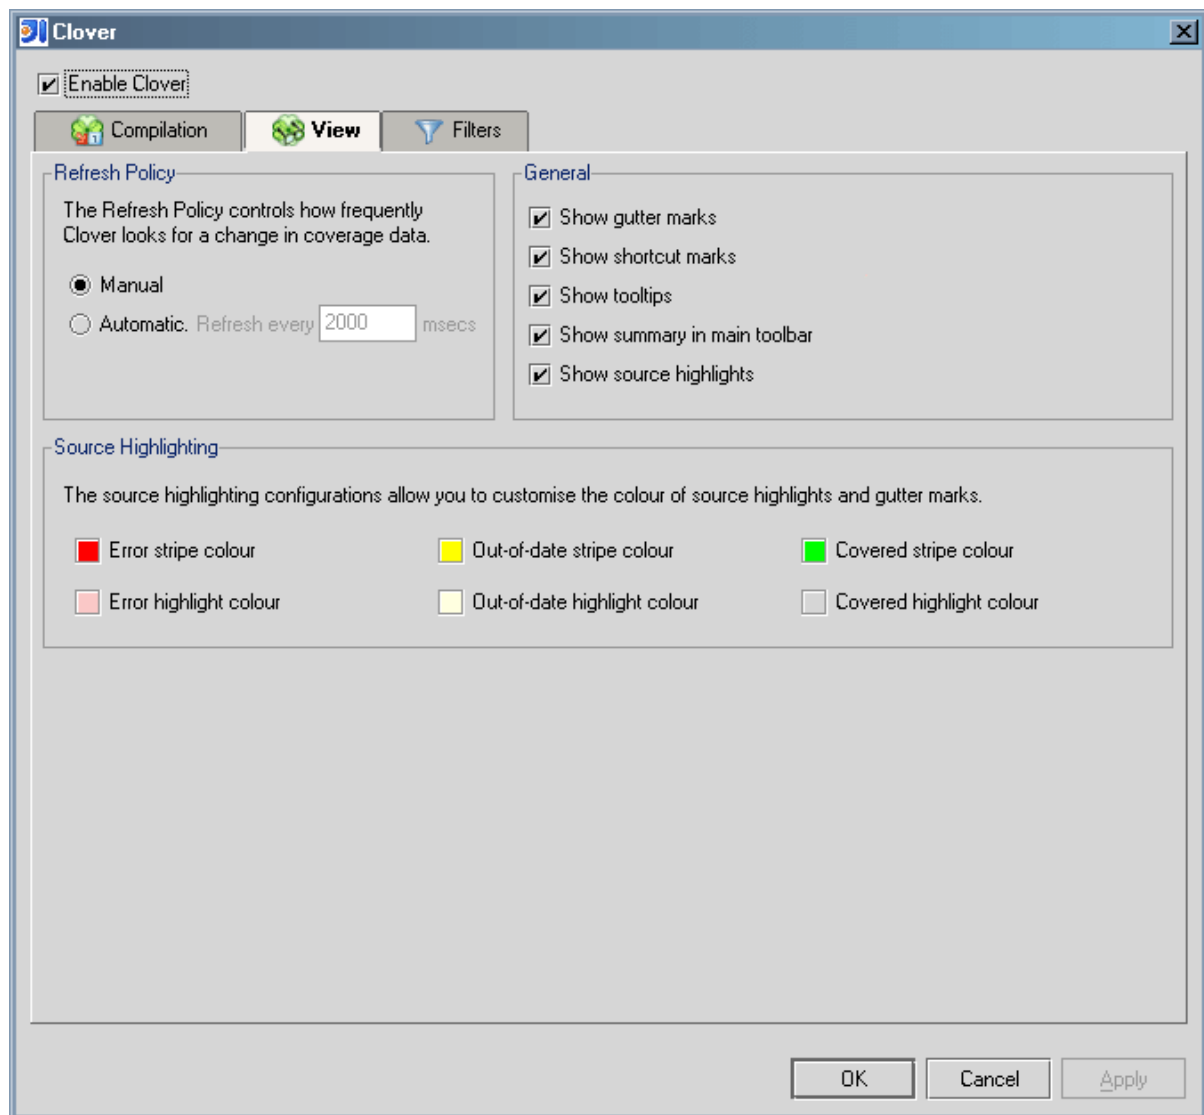 Clover
Enable Clover
Compilation
View
Filters
Refresh Policy
The Refresh Policy controls how frequently
Clover looks for a change in coverage data.
Manual
Automatic. Refresh every 2000 msecs
General
Show gutter marks
Show shortcut marks
Show tooltips
Show summary in main toolbar
Show source highlights
Source Highlighting
The source highlighting configurations allow you to customise the colour of source highlights and gutter marks.
Error stripe colour
Out-of-date stripe colour
Covered stripe colour
Error highlight colour
Out-of-date highlight colour
Covered highlight colour
OK
Cancel
Apply